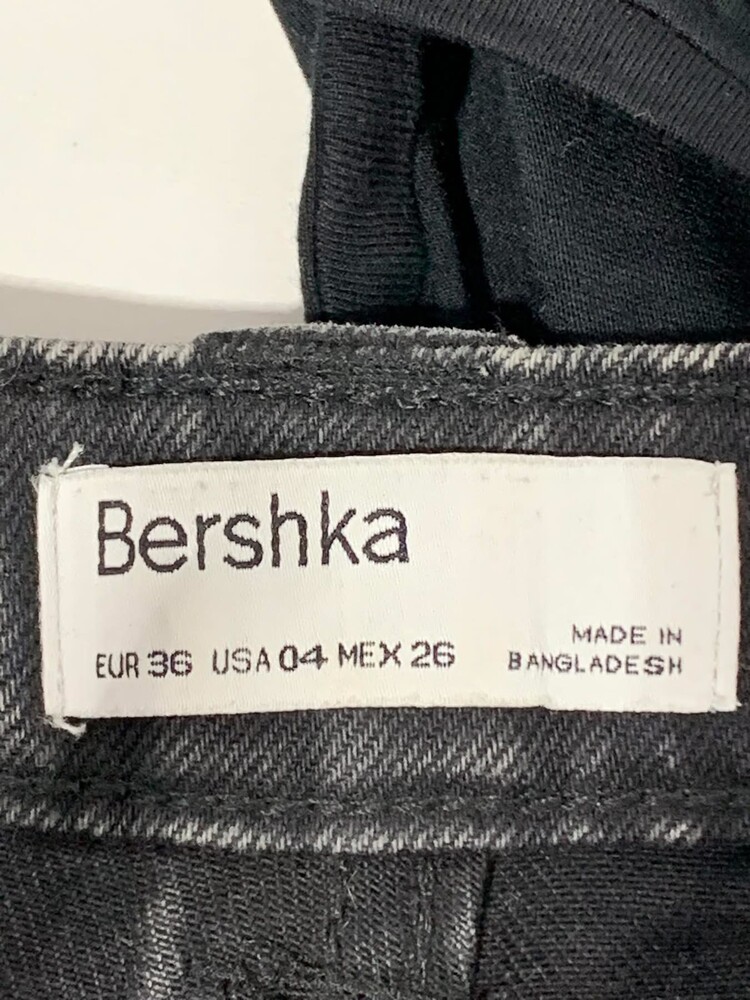 Bershka
EUR 36 USA 04 MEX 26
MADE IN
BANGLADESH